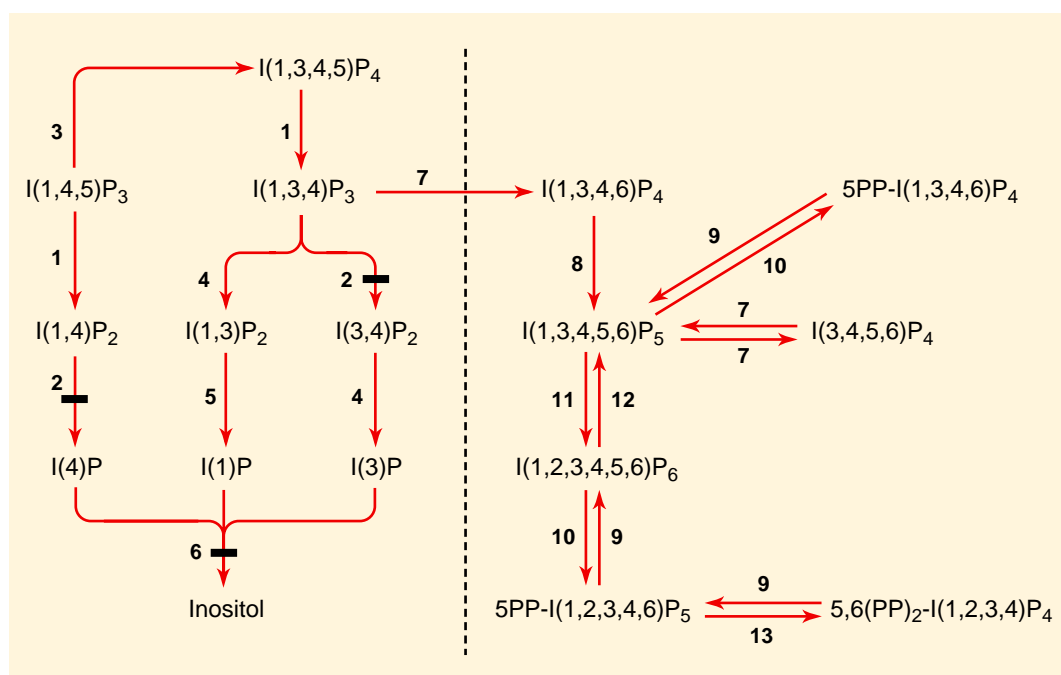 I(1,3,4,5)P4
3
1
I(1,4,5)P3
I(1,3,4)P3
7
I(1,3,4,6)P4
5PP-I(1,3,4,6)P4
1
4
2
8
9
10
I(1,4)P2
I(1,3)P2
I(3,4)P2
I(1,3,4,5,6)P5
7
7
I(3,4,5,6)P4
2
5
4
11
12
I(4)P
I(1)P
I(3)P
I(1,2,3,4,5,6)P6
6
10
9
Inositol
5PP-I(1,2,3,4,6)P5
9
13
5,6(PP)2-I(1,2,3,4)P4